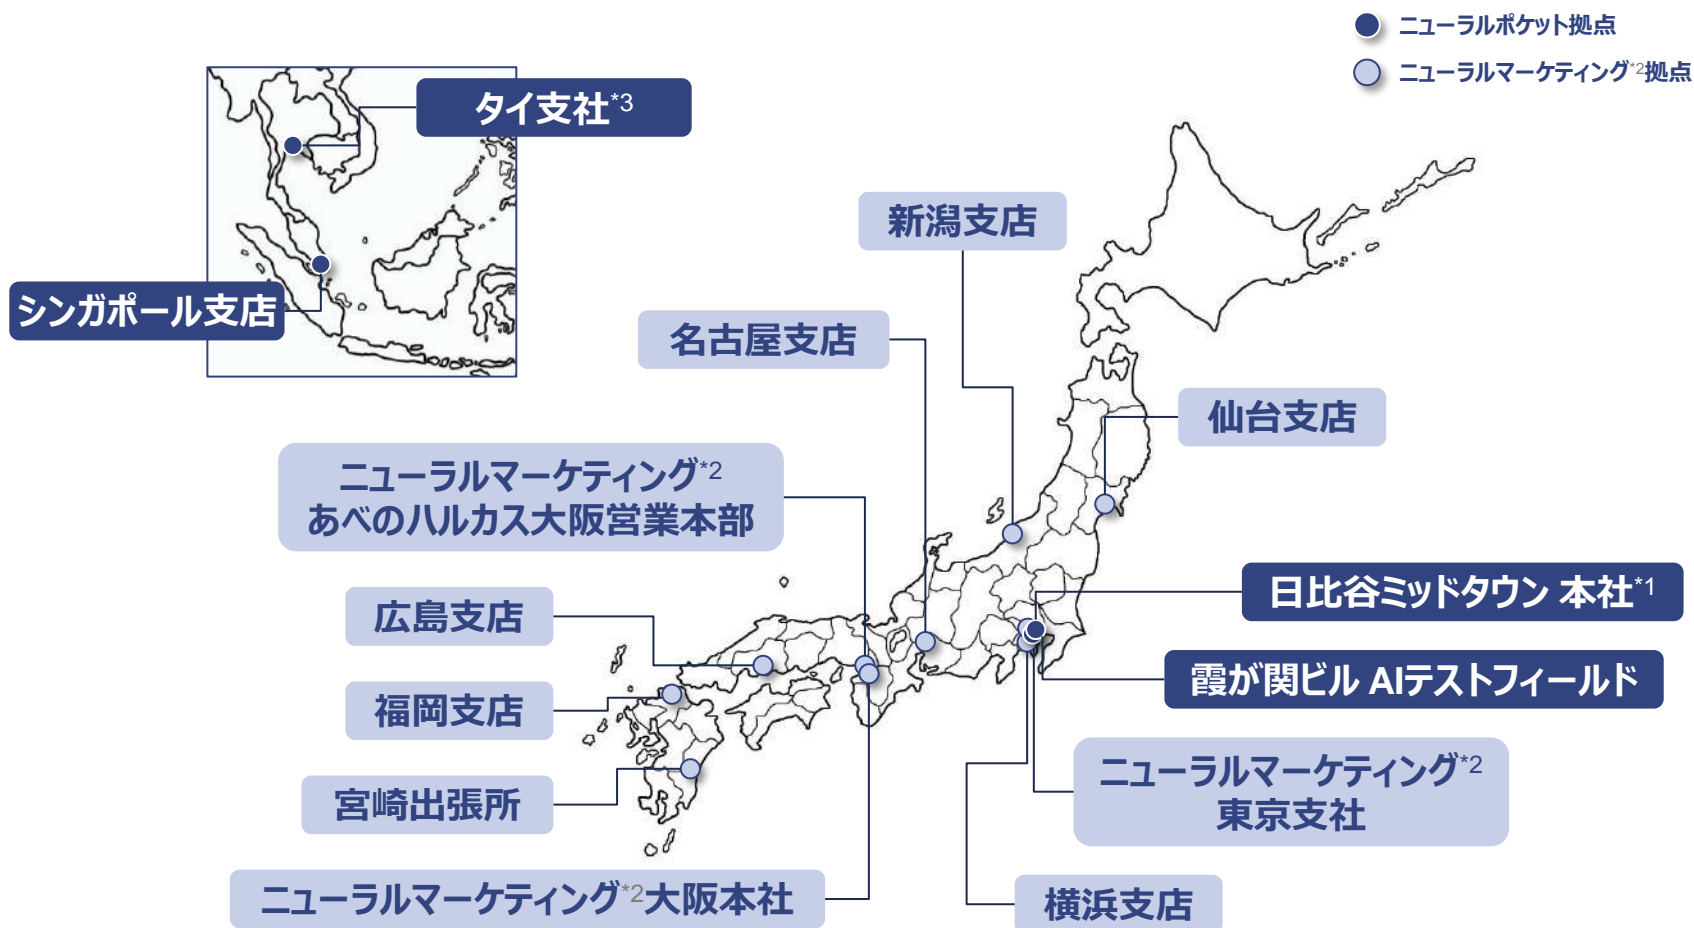 ニューラルポケット拠点
ニューラルマーケティング*2拠点
タイ支社*3
シンガポール支店
新潟支店
名古屋支店
仙台支店
ニューラルマーケティング*2
あべのハルカス大阪営業本部
日比谷ミッドタウン 本社*1
広島支店
霞が関ビル AIテストフィールド
福岡支店
ニューラルマーケティング*2
東京支社
宮崎出張所
ニューラルマーケティング*2大阪本社
横浜支店